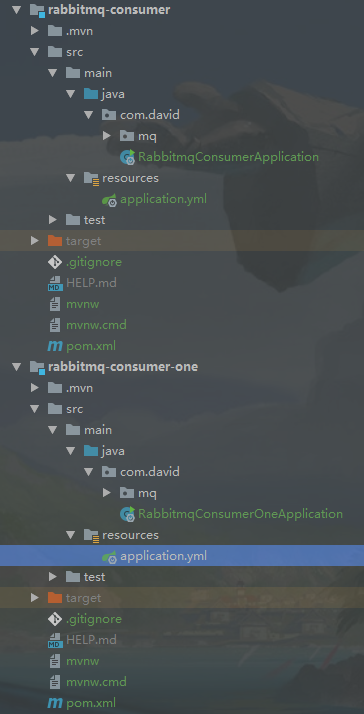 rabbitmq-consumer
.mvn
src
main
java
com.david
mq
RabbitmqConsumerApplication
resources
application.yml
test
target
.gitignore
HELP.md
mvnw
mvnw.cmd
pom.xml
rabbitmq-consumer-one
.mvn
src
main
java
com.david
mq
RabbitmqConsumerOneApplication
resources
application.yml
test
target
.gitignore
HELP.md
mvnw
mvnw.cmd
pom.xml